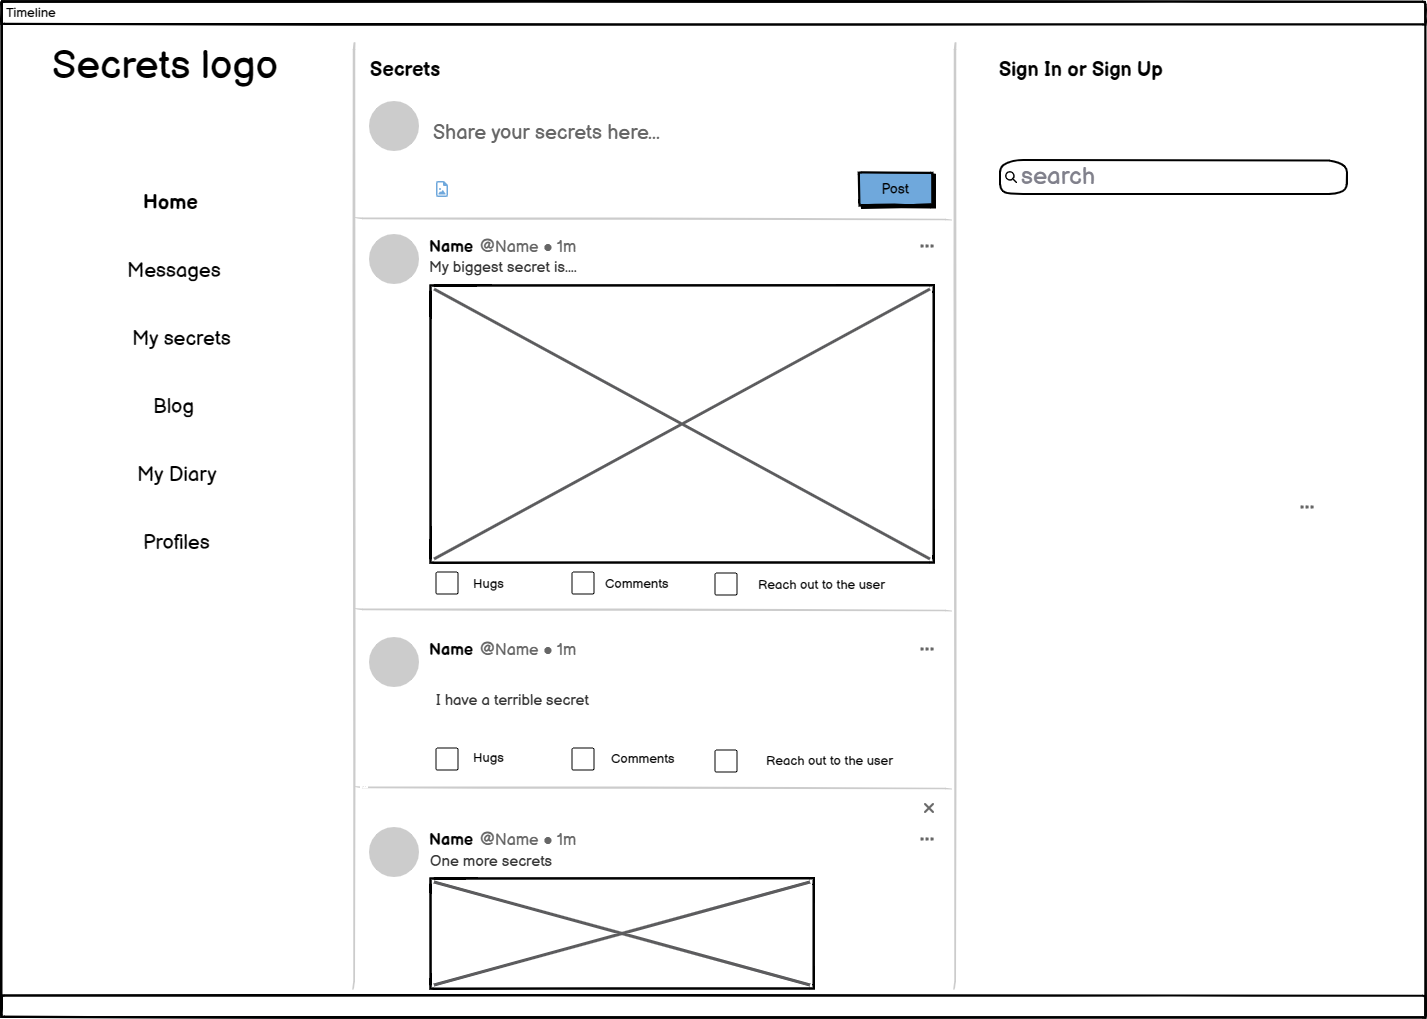 Timeline
Secrets logo
Home
Messages
My secrets
Blog
My Diary
Profiles
Secrets
Share your secrets here...
Post
Name @Name ● 1m
My biggest secret is....
Hugs
Comments
Reach out to the user
Name @Name ● 1m
I have a terrible secret
Hugs
Comments
Reach out to the user
Name @Name ● 1m
One more secrets
Sign In or Sign Up
search